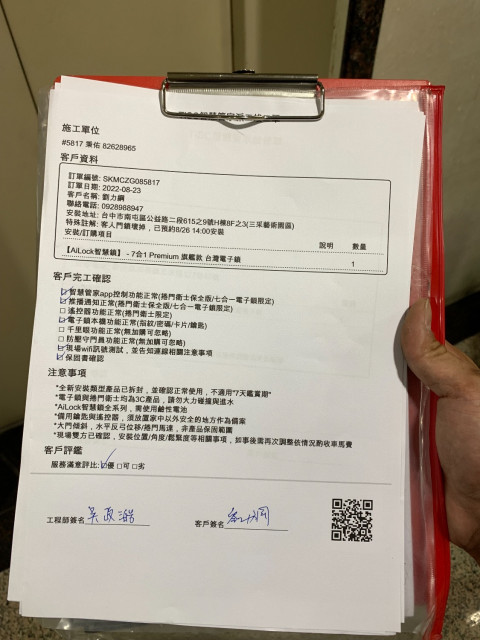 施工單位
#5817 秉佑 82628965
客戶資料
訂單編號: SKMCZG085817
訂單日期: 2022-08-23
客戶名稱: 劉力綱
聯絡電話: 0928988947
安裝地址: 台中市南屯區公益路二段615之9號H棟8F之3(三采藝術園區)
特殊註解: 客人門鎖壞掉，已預約8/26 14:00安裝
安裝/訂購項目 說明 數量
【AiLock智慧鎖】 - 7合1 Premium 旗艦款 台灣電子鎖 1
客戶完工確認
智慧管家app控制功能正常(捲門衛士保全版/七合一電子鎖限定)
推播通知正常(捲門衛士保全版/七合一電子鎖限定)
□遙控器功能正常(捲門衛士限定)
電子鎖本機功能正常(指紋/密碼/卡片/鑰匙)
□千里眼功能正常(無加購可忽略)
□防壓守門員功能正常(無加購可忽略)
現場wifi訊號測試，並告知連線相關注意事項
保固書確認
注意事項
*全新安裝類型產品已拆封，並確認正常使用，不適用"7天鑑賞期"
*電子鎖與捲門衛士均為3C產品，請勿大力碰撞與進水
*AiLock智慧鎖全系列，需使用鹼性電池
*備用鑰匙與遙控器，須放置家中以外安全的地方作為備案
*大門傾斜，水平反弓位移/捲門馬達，非產品保固範圍
*現場雙方已確認，安裝位置/角度/鬆緊度等相關事項，如事後需再次調整依情況酌收車馬費
客戶評鑑
服務滿意評比:☑優 □可 □劣
工程師簽名 客戶簽名